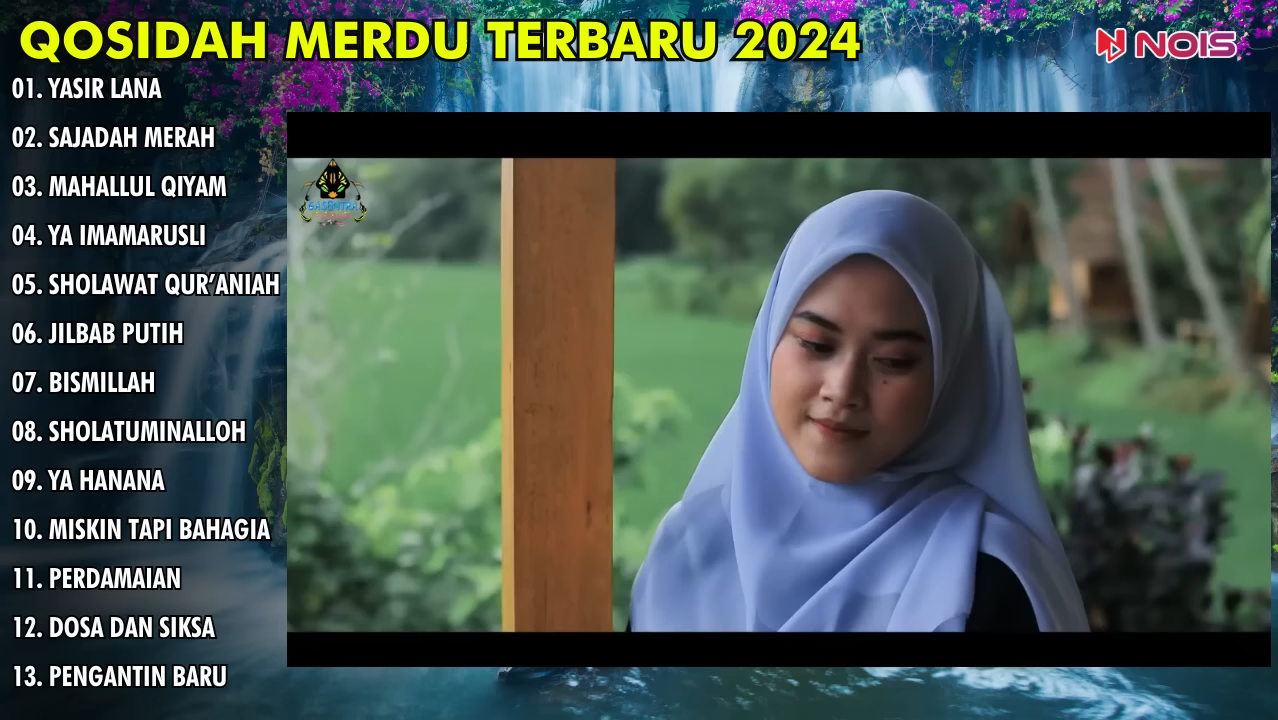 QOSIDAH MERDU TERBARU 2024
NOIS
01. YASIR LANA
02. SAJADAH MERAH
03. MAHALLUL QIYAM
04. YA IMAMARUSLI
05. SHOLAWAT QUR’ANIAH
06. JILBAB PUTIH
07. BISMILLAH
08. SHOLATUMINALLOH
09. YA HANANA
10. MISKIN TAPI BAHAGIA
11. PERDAMAIAN
12. DOSA DAN SIKSA
13. PENGANTIN BARU